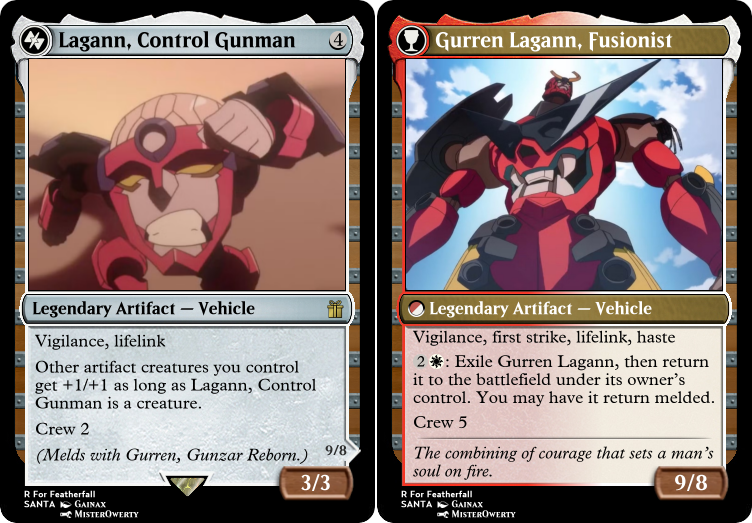 Lagann, Control Gunman 4
Legendary Artifact — Vehicle
Vigilance, lifelink
Other artifact creatures you control
get +1/+1 as long as Lagann, Control
Gunman is a creature.
Crew 2
(Melds with Gurren, Gunzar Reborn.)
9/8
3/3
R For Featherfall
SANTA Gainax
MisterOwerty
Gurren Lagann, Fusionist
Legendary Artifact — Vehicle
Vigilance, first strike, lifelink, haste
2 : Exile Gurren Lagann, then return
it to the battlefield under its owner's
control. You may have it return melded.
Crew 5
The combining of courage that sets a man's
soul on fire.
9/8
R For Featherfall
SANTA Gainax
MisterOwerty